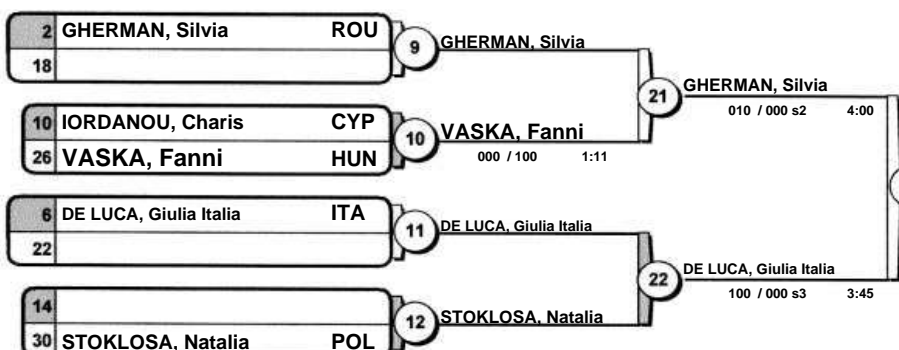 2 GHERMAN, Silvia ROU
18
9
GHERMAN, Silvia
10 IORDANOU, Charis CYP
26 VASKA, Fanni HUN
10
VASKA, Fanni
000 / 100 1:11
21
GHERMAN, Silvia
010 / 000 s2 4:00
6 DE LUCA, Giulia Italia ITA
22
11
DE LUCA, Giulia Italia
14
30 STOKLOSA, Natalia POL
12
STOKLOSA, Natalia
22
DE LUCA, Giulia Italia
100 / 000 s3 3:45